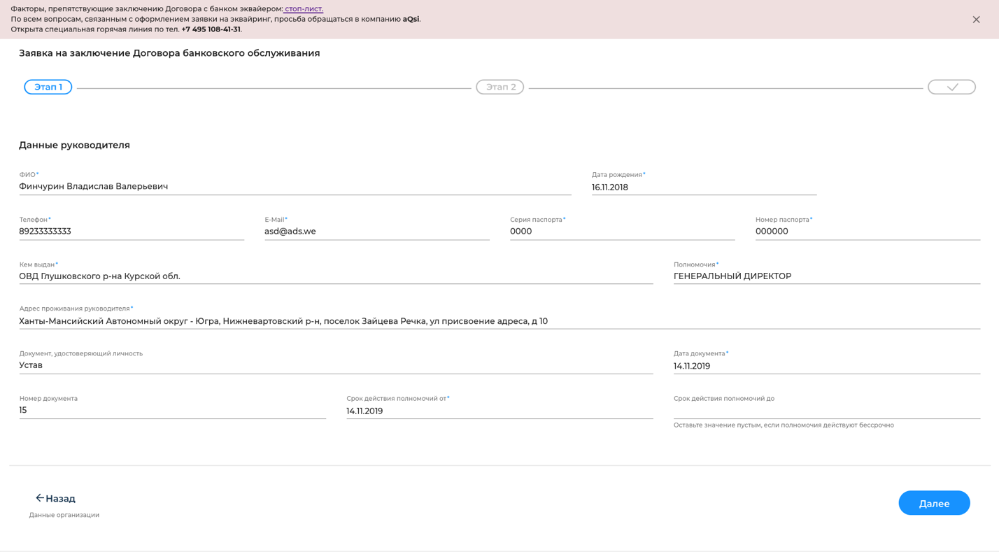 Факторы, препятствующие заключению Договора с банком эквайером: стоп-лист.
По всем вопросам, связанным с оформлением заявки на эквайринг, просьба обращаться в компанию aQsi.
Открыта специальная горячая линия по тел. +7 495 108-41-31.
Заявка на заключение Договора банковского обслуживания
Этап 1 Этап 2
Данные руководителя
ФИО* Дата рождения*
Финчурин Владислав Валерьевич 16.11.2018
Телефон* E-Mail* Серия паспорта* Номер паспорта*
89233333333 asd@ads.we 0000 000000
Кем выдан* Полномочия*
ОВД Глушковского р-на Курской обл. ГЕНЕРАЛЬНЫЙ ДИРЕКТОР
Адрес проживания руководителя*
Ханты-Мансийский Автономный округ - Югра, Нижневартовский р-н, поселок Зайцева Речка, ул присвоение адреса, д 10
Документ, удостоверяющий личность Дата документа*
Устав 14.11.2019
Номер документа Срок действия полномочий от* Срок действия полномочий до
15 14.11.2019
Оставьте значение пустым, если полномочия действуют бессрочно
Назад Далее
Данные организации